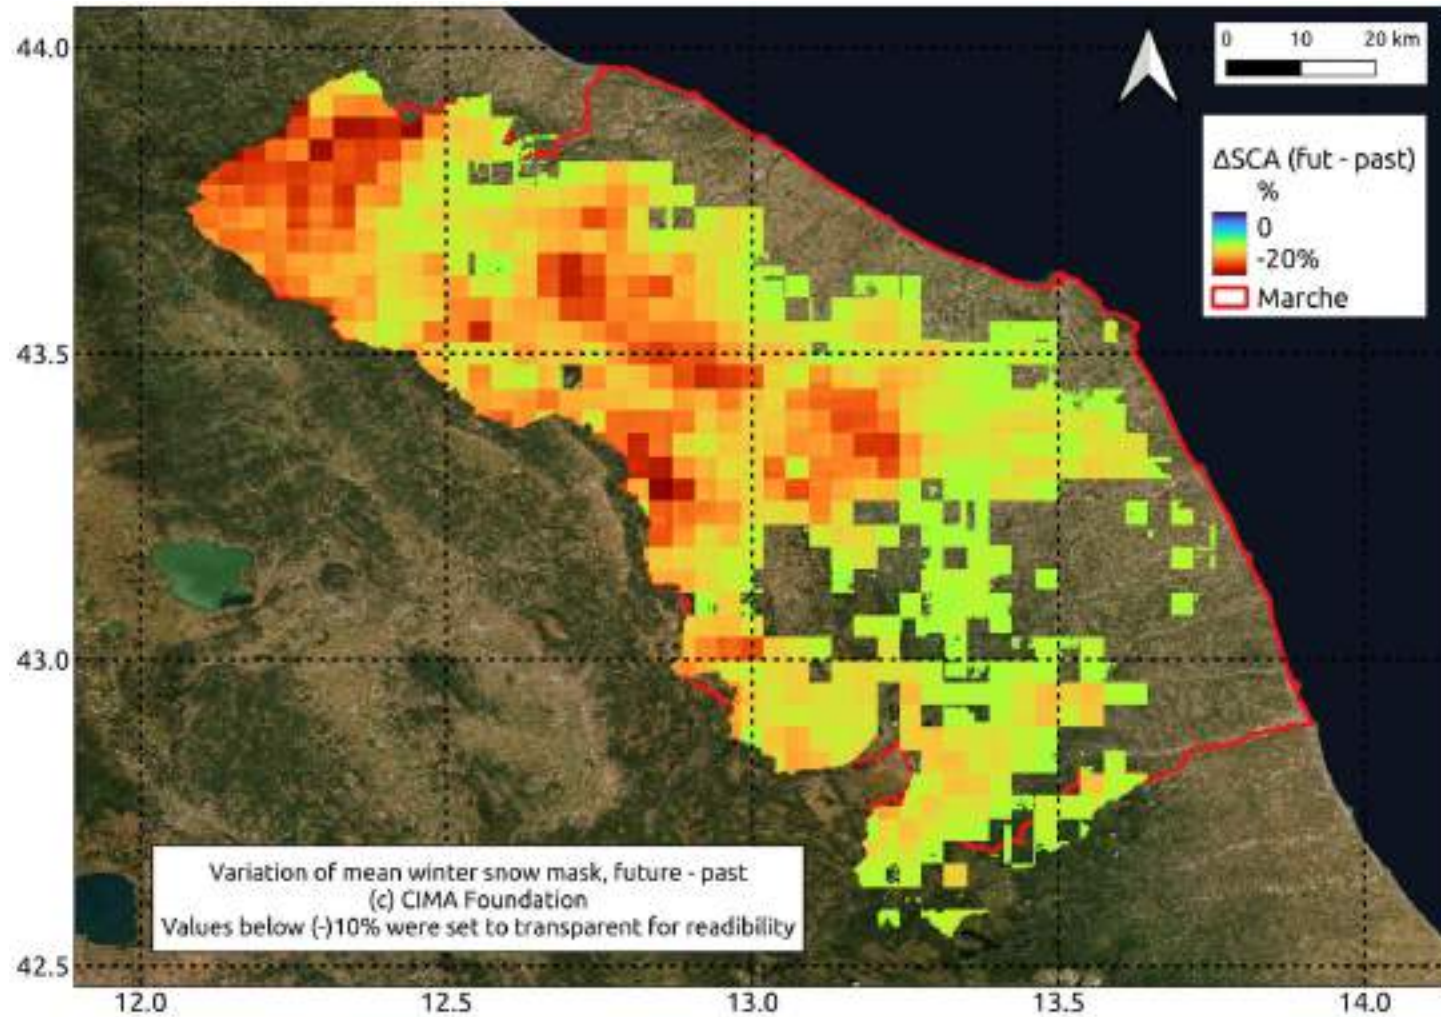 44.0
0 10 20 km
ΔSCA (fut - past)
%
0
-20%
Marche
43.5
43.0
Variation of mean winter snow mask, future - past
(c) CIMA Foundation
Values below (-)10% were set to transparent for readibility
42.5
12.0 12.5 13.0 13.5 14.0